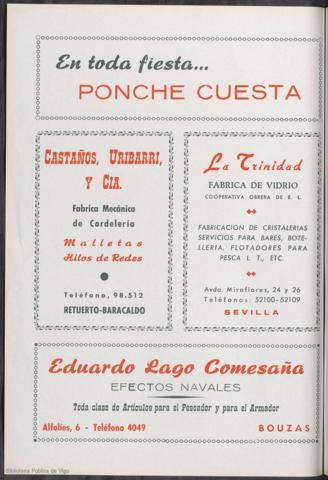 En toda fiesta...
PONCHE CUESTA
CASTAÑOS, URIBARRI,
Y CIA.
Fabrica Mecánica
de Cordelería
Malletas
Hilos de Redes
Teléfono, 98.512
RETUERTO-BARACALDO
La Trinidad
FABRICA DE VIDRIO
COOPERATIVA OBRERA DE R. L.
FABRICACION DE CRISTALERIAS
SERVICIOS PARA BARES, BOTE-
LLERIA, FLOTADORES PARA
PESCA L. T., ETC.
Avda. Miraflores, 24 y 26
Teléfonos: 52100-52109
SEVILLA
Eduardo Lago Comesaña
EFECTOS NAVALES
Toda clase de Artículos para el Pescador y para el Armador
Alfolies, 6 - Teléfono 4049
BOUZAS
Biblioteca Pública de Vigo